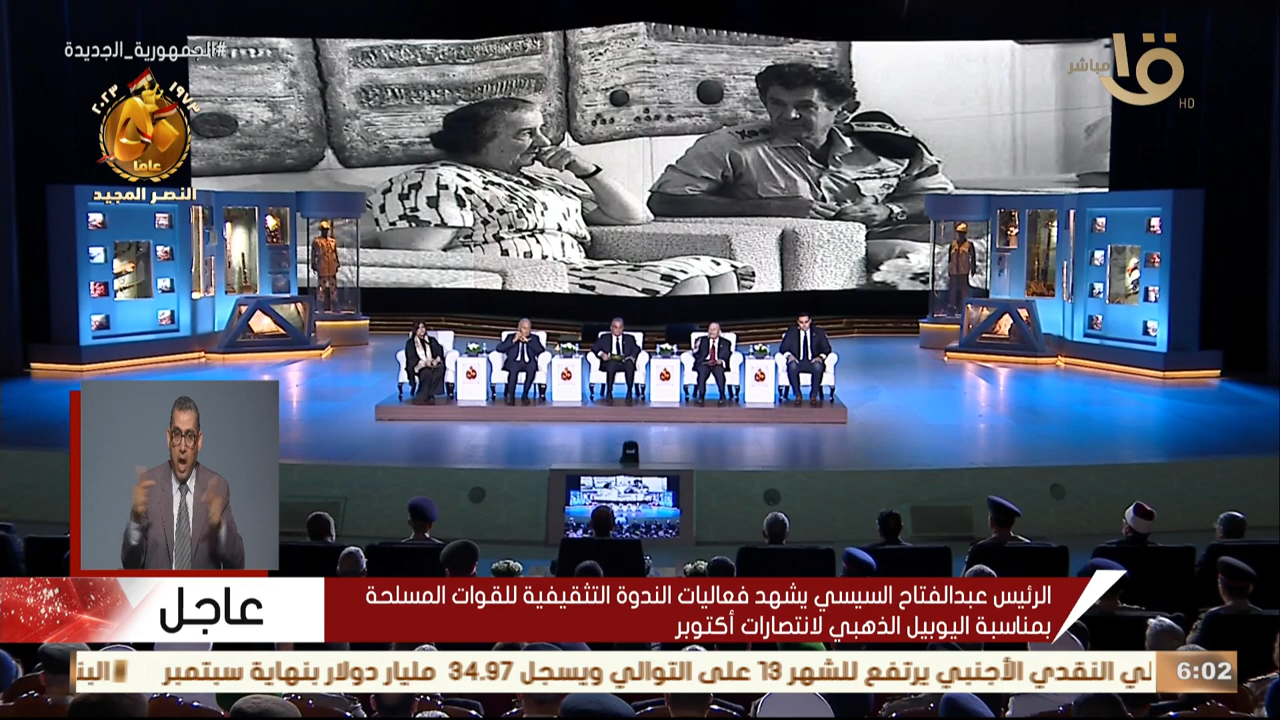 #الجمهورية_الجديدة
مباشر
HD
١٩٧٣
٢٠٢٣
عاما
النصر المجيد
عاجل
الرئيس عبدالفتاح السيسي يشهد فعاليات الندوة التثقيفية للقوات المسلحة
بمناسبة اليوبيل الذهبي لانتصارات أكتوبر
6:02
لي النقدي الأجنبي يرتفع للشهر 13 على التوالي ويسجل 34.97 مليار دولار بنهاية سبتمبر